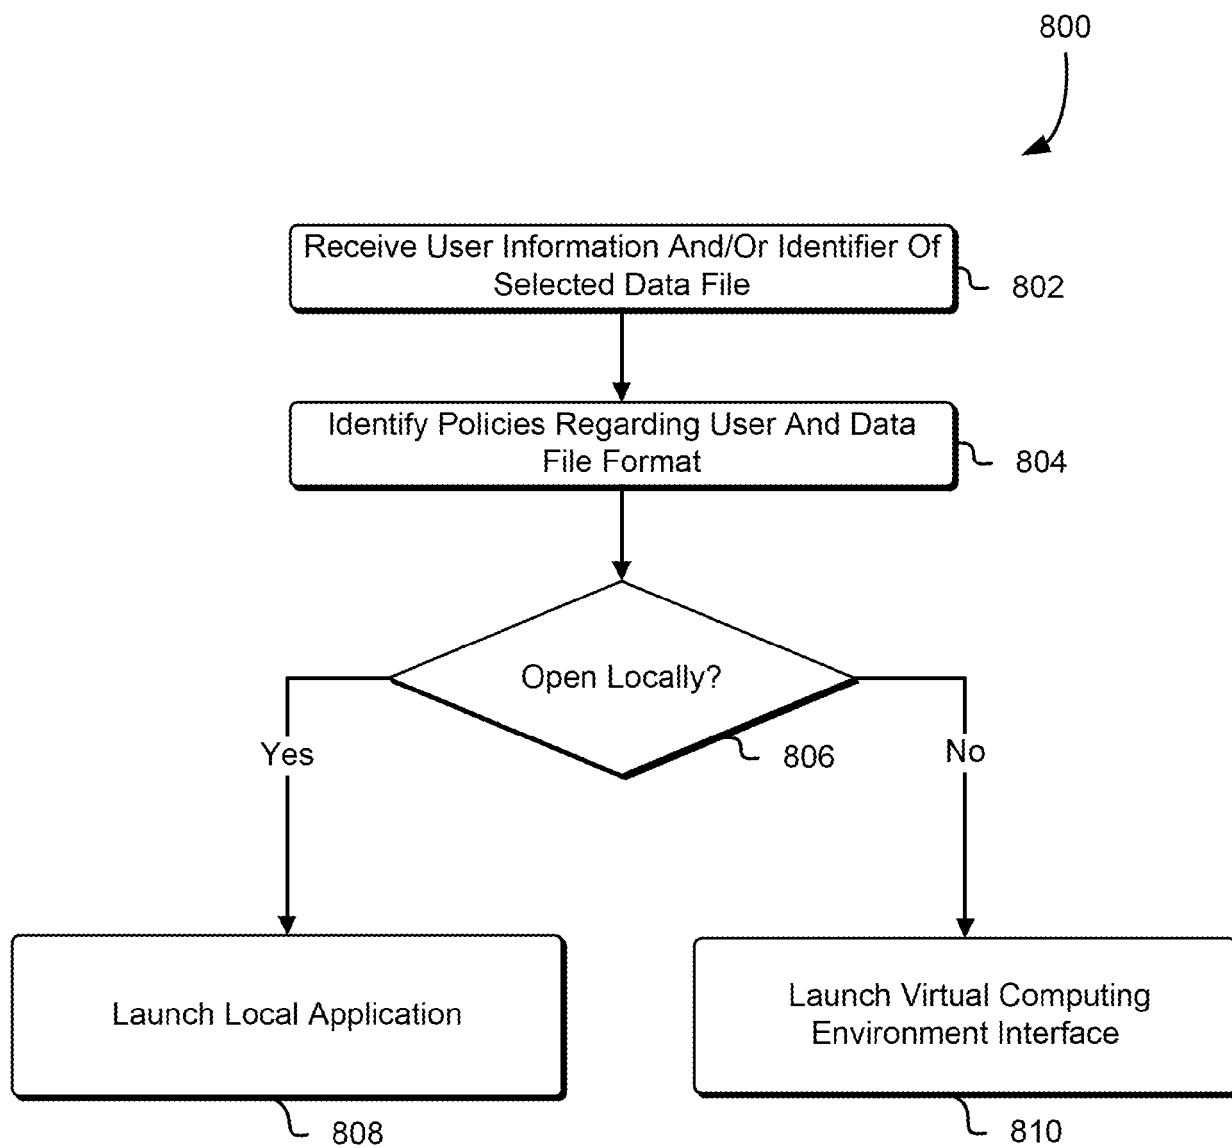 800
Receive User Information And/Or Identifier Of
Selected Data File
802
Identify Policies Regarding User And Data
File Format
804
Open Locally?
806
Yes
No
Launch Local Application
808
Launch Virtual Computing
Environment Interface
810